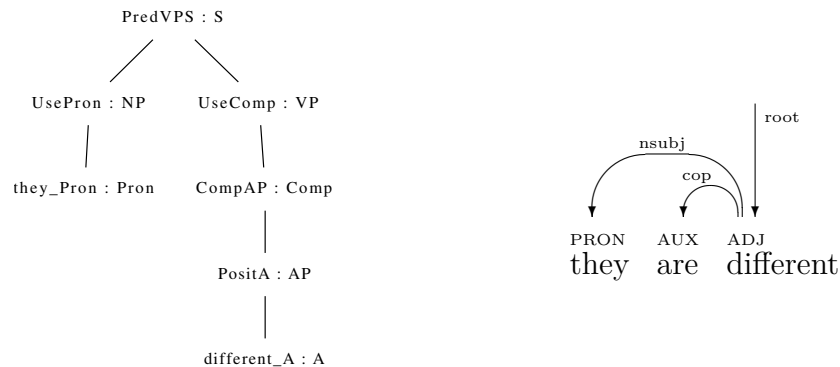 PredVPS : S
UsePron : NP UseComp : VP
they_Pron : Pron CompAP : Comp
PositA : AP
different_A : A
root
nsubj
cop
PRON AUX ADJ
they are different